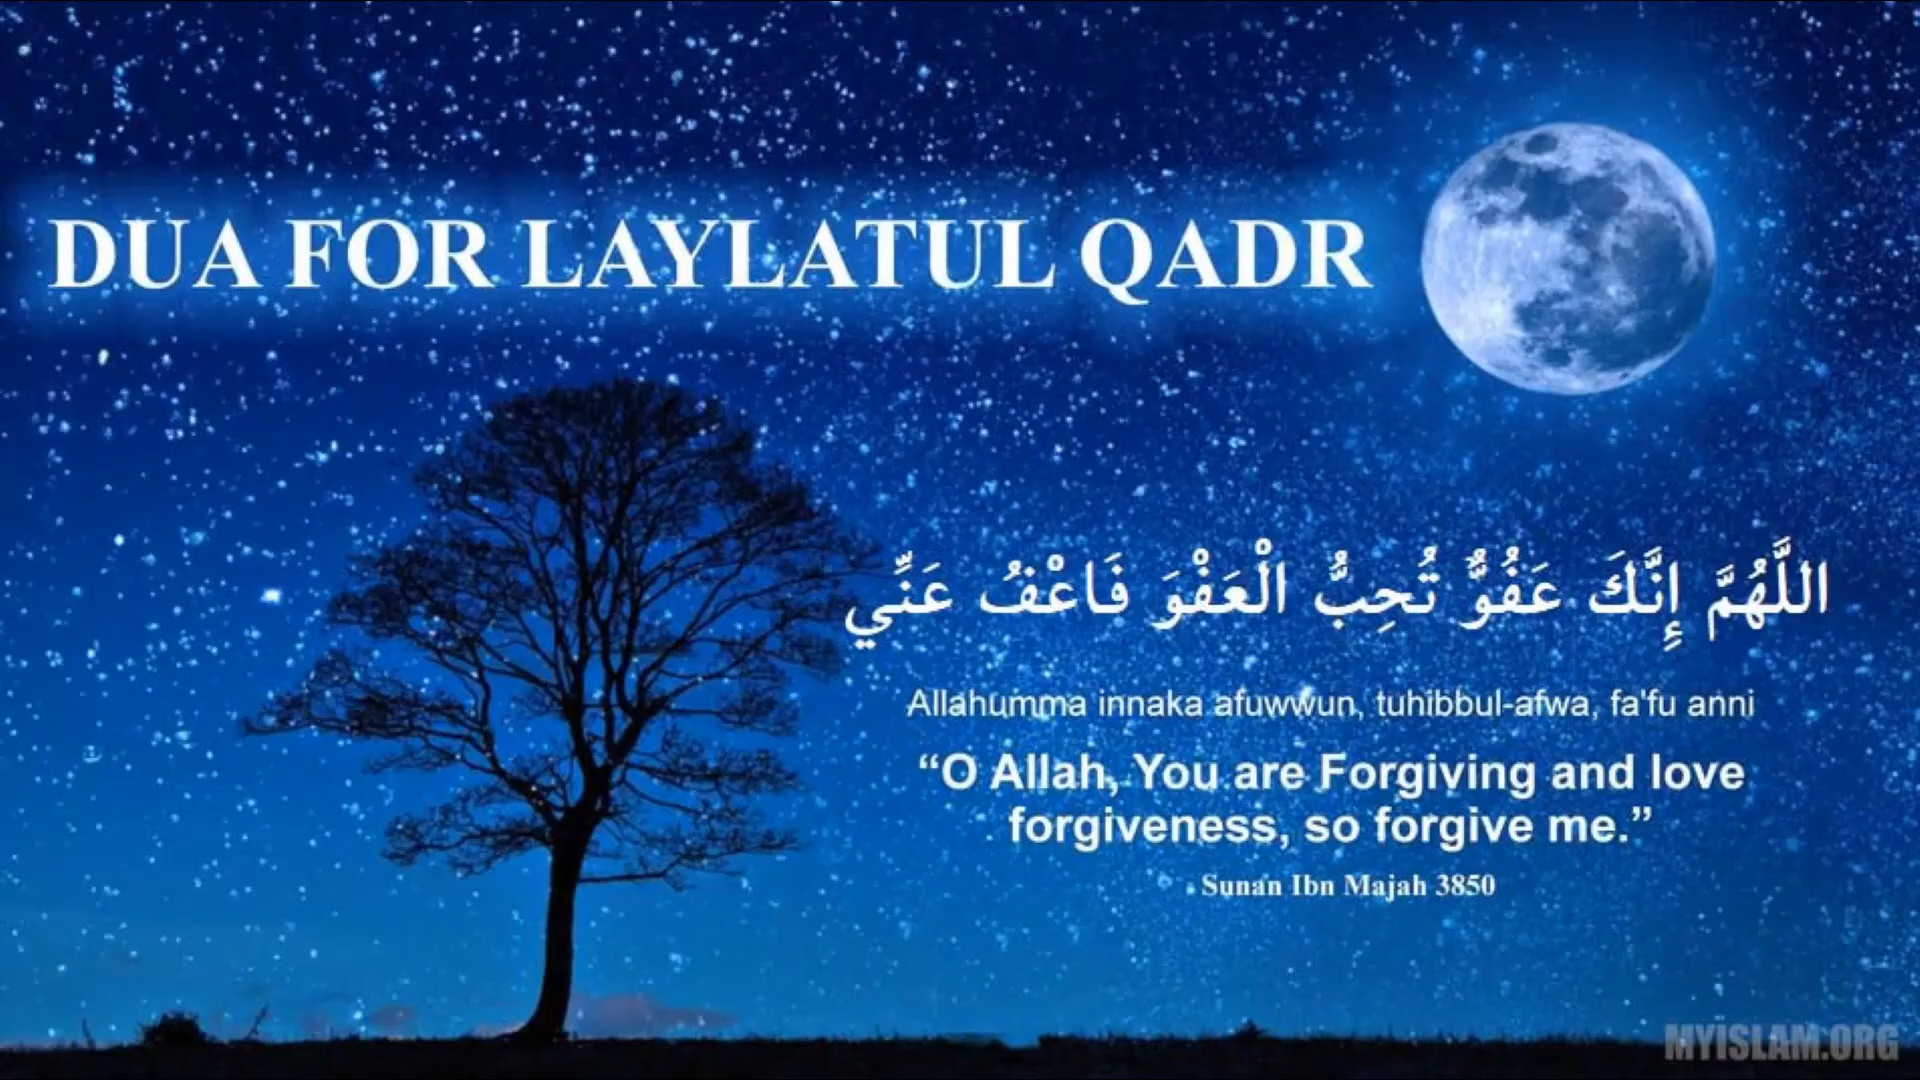 DUA FOR LAYLATUL QADR
اللَّهُمَّ إِنَّكَ عَفُوٌّ تُحِبُّ الْعَفْوَ فَاعْفُ عَنِّي
Allahumma innaka afuwwun, tuhibbul-afwa, fa'fu anni
“O Allah, You are Forgiving and love
forgiveness, so forgive me.”
- Sunan Ibn Majah 3850
MYISLAM.ORG